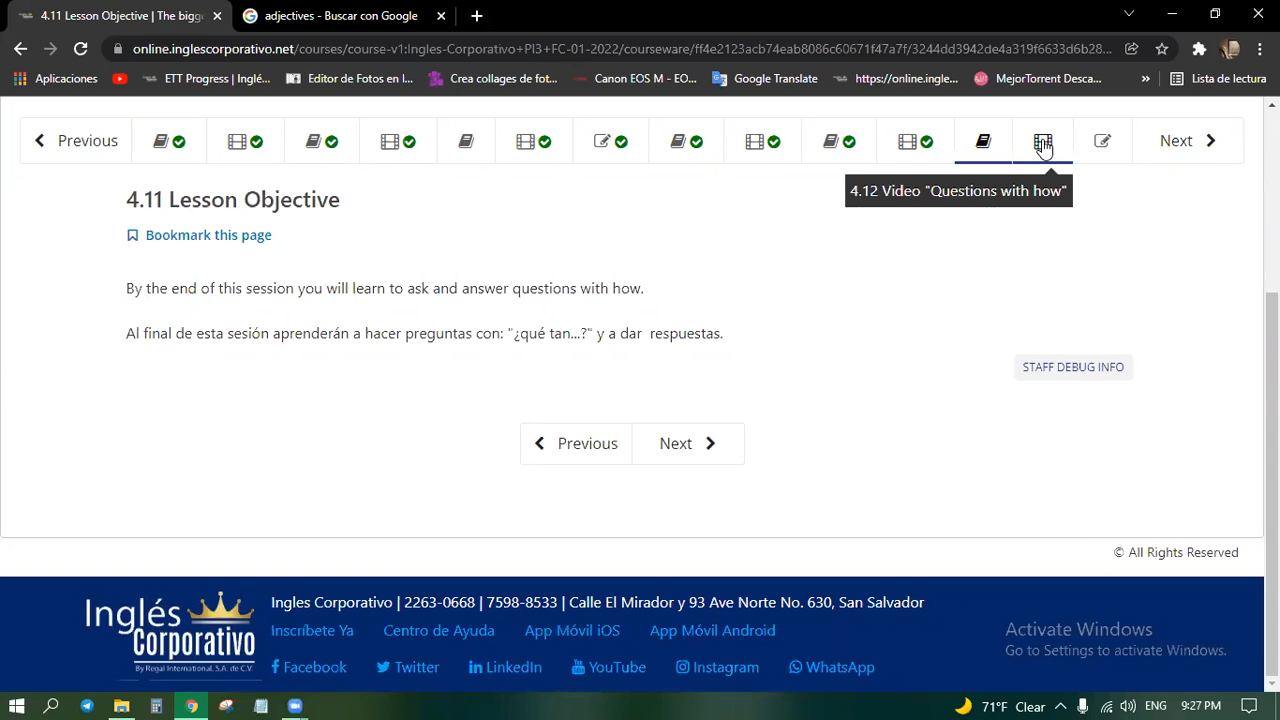 4.11 Lesson Objective | The bigg
adjectives - Buscar con Google
online.inglescorporativo.net/courses/course-v1:Ingles-Corporativo+PI3+FC-01-2022/courseware/ff4e2123acb74eab806c60671f47a7f/3244dd3942de4a319f6633d6b28...
Aplicaciones
ETT Progress | Inglé...
Editor de Fotos en l...
Crea collages de fot...
Canon EOS M - EO...
Google Translate
https://online.ingle...
MejorTorrent Desca...
»
Lista de lectura
Previous
Next
4.12 Video "Questions with how"
4.11 Lesson Objective
Bookmark this page
By the end of this session you will learn to ask and answer questions with how.
Al final de esta sesión aprenderán a hacer preguntas con: "¿qué tan...?" y a dar respuestas.
STAFF DEBUG INFO
Previous
Next
© All Rights Reserved
Inglés Corporativo
By Regal International, S.A. de C.V.
Ingles Corporativo | 2263-0668 | 7598-8533 | Calle El Mirador y 93 Ave Norte No. 630, San Salvador
Inscríbete Ya
Centro de Ayuda
App Móvil iOS
App Móvil Android
Facebook
Twitter
LinkedIn
YouTube
Instagram
WhatsApp
Activate Windows
Go to Settings to activate Windows.
71°F Clear
ENG
9:27 PM